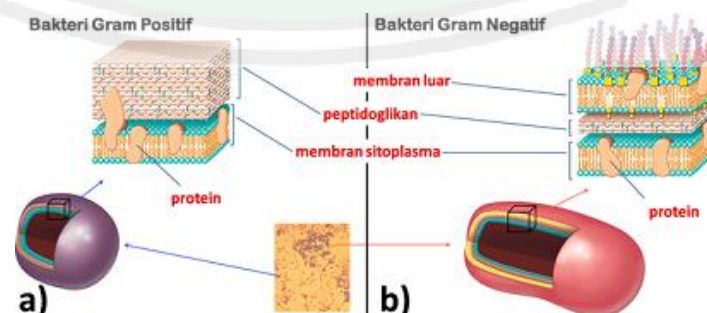 Bakteri Gram Positif
Bakteri Gram Negatif
membran luar
peptidoglikan
membran sitoplasma
protein
protein
a)
b)